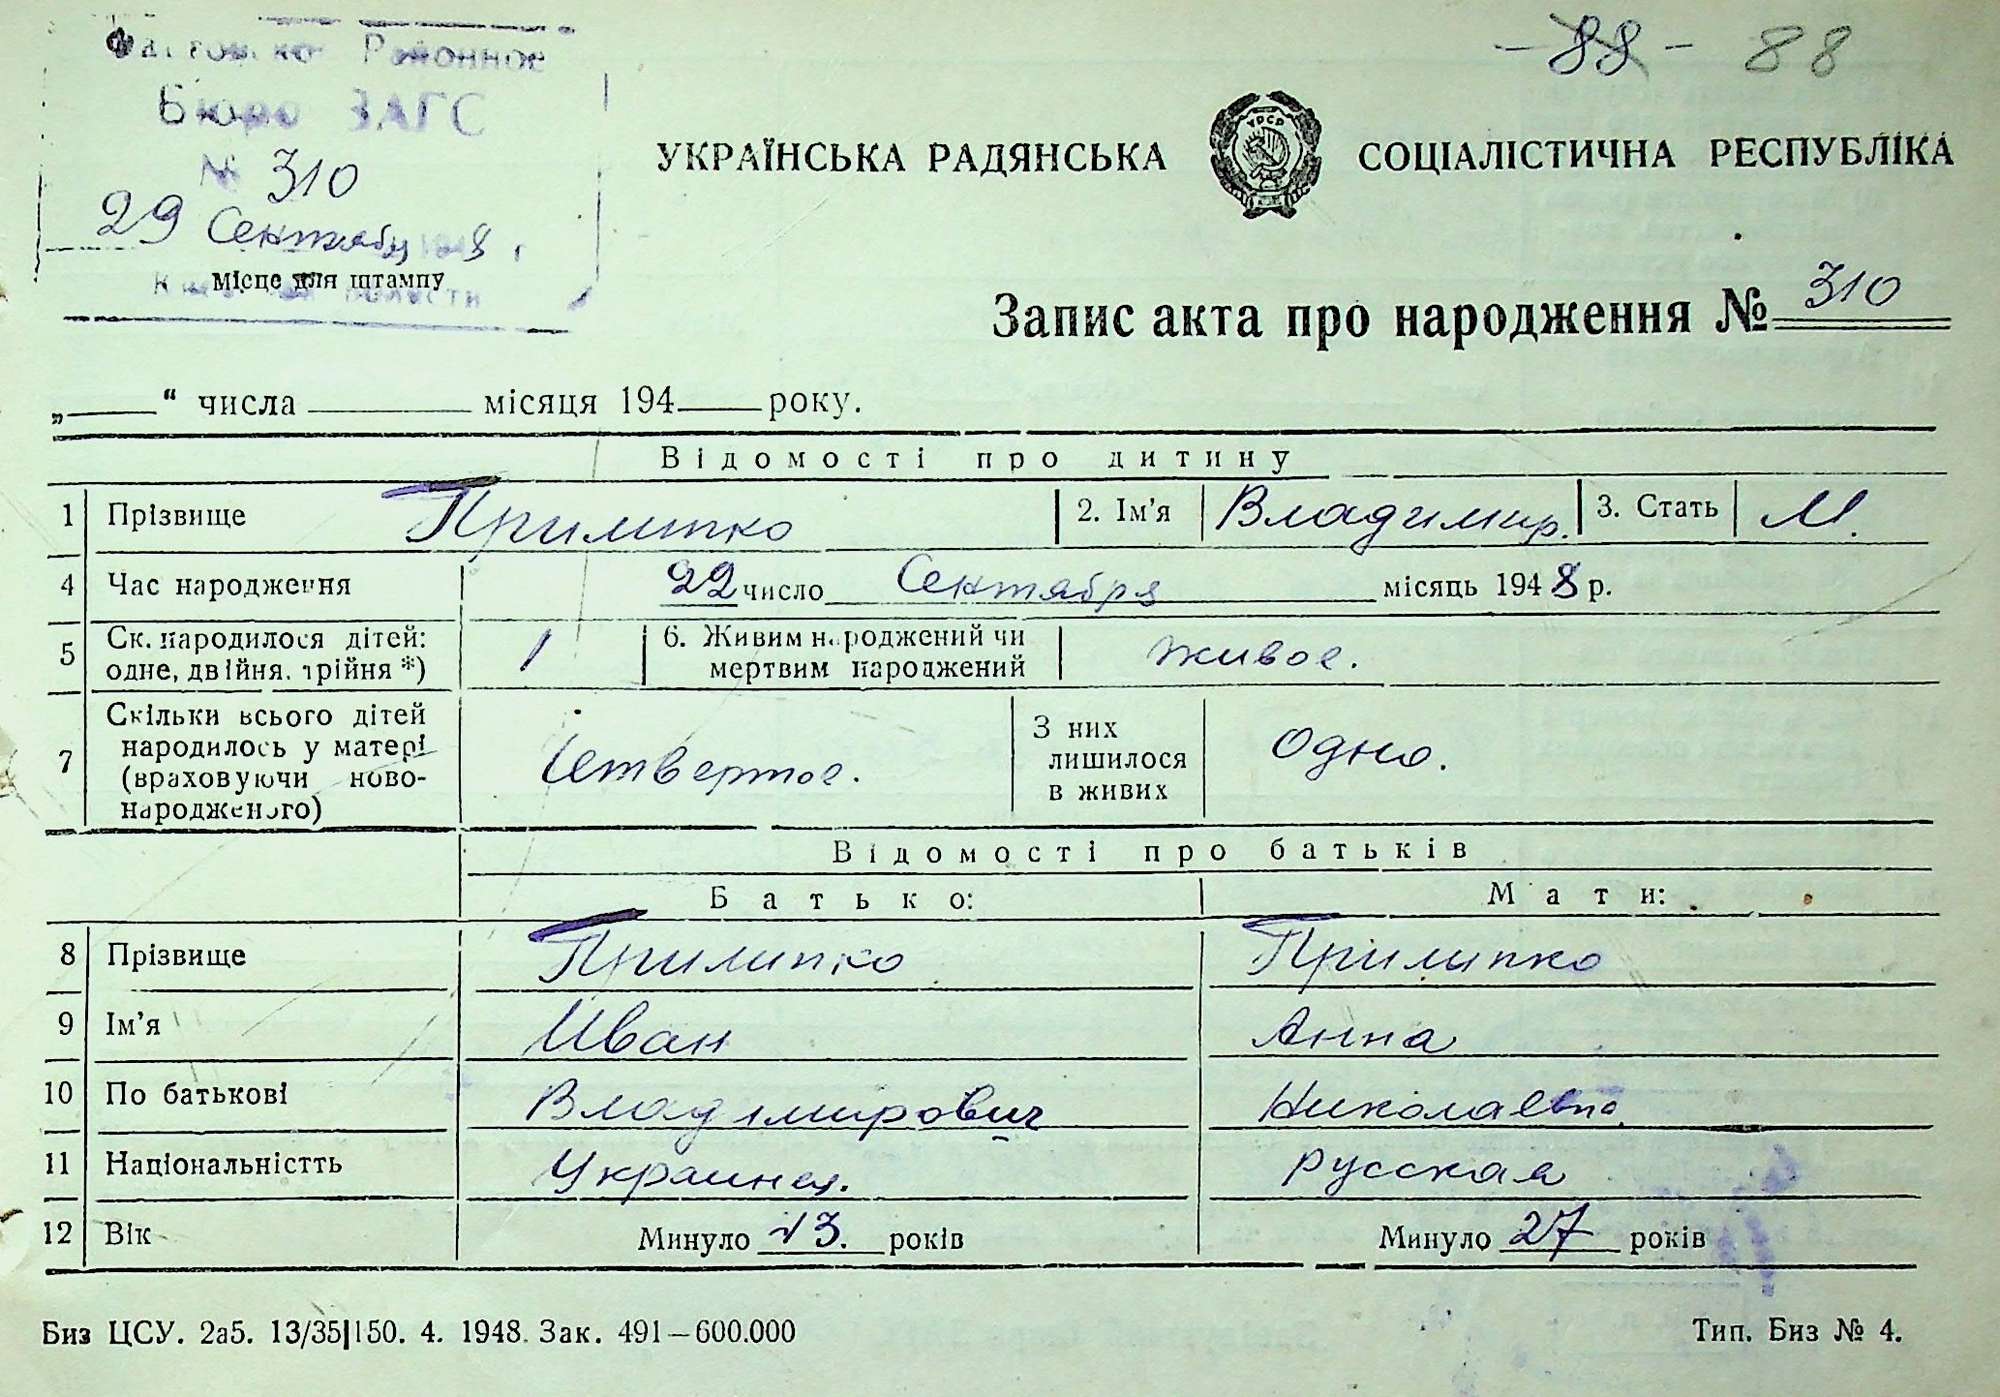 Районное
Бюро ЗАГС
№ 310
29 Сентября 1948 г
Місце для штампу
-88- 88
УКРАЇНСЬКА РАДЯНСЬКА СОЦІАЛІСТИЧНА РЕСПУБЛІКА
УРСР
Запис акта про народження № 310
„ “ числа місяця 194 року.
Відомості про дитину
1 Прізвище Прилипко 2. Ім’я Владимир. 3. Стать М.
4 Час народження 22 число Сентября місяць 1948 р.
5 Ск. народилося дітей: одне, двійня, трійня *) 1 6. Живим народжений чи мертвим народжений живое.
7 Скільки всього дітей народилось у матері (враховуючи ново-народженого) Четвертое. З них лишилося в живих Одно.
Відомості про батьків
Батько: Мати:
8 Прізвище Прилипко Прилипко
9 Ім’я Иван Анна
10 По батькові Владимирович Николаевна
11 Національністть Украинец. русская
12 Вік Минуло років Минуло 27 років
Биз ЦСУ. 2а5. 13/35|150. 4. 1948. Зак. 491—600.000 Тип. Биз № 4.